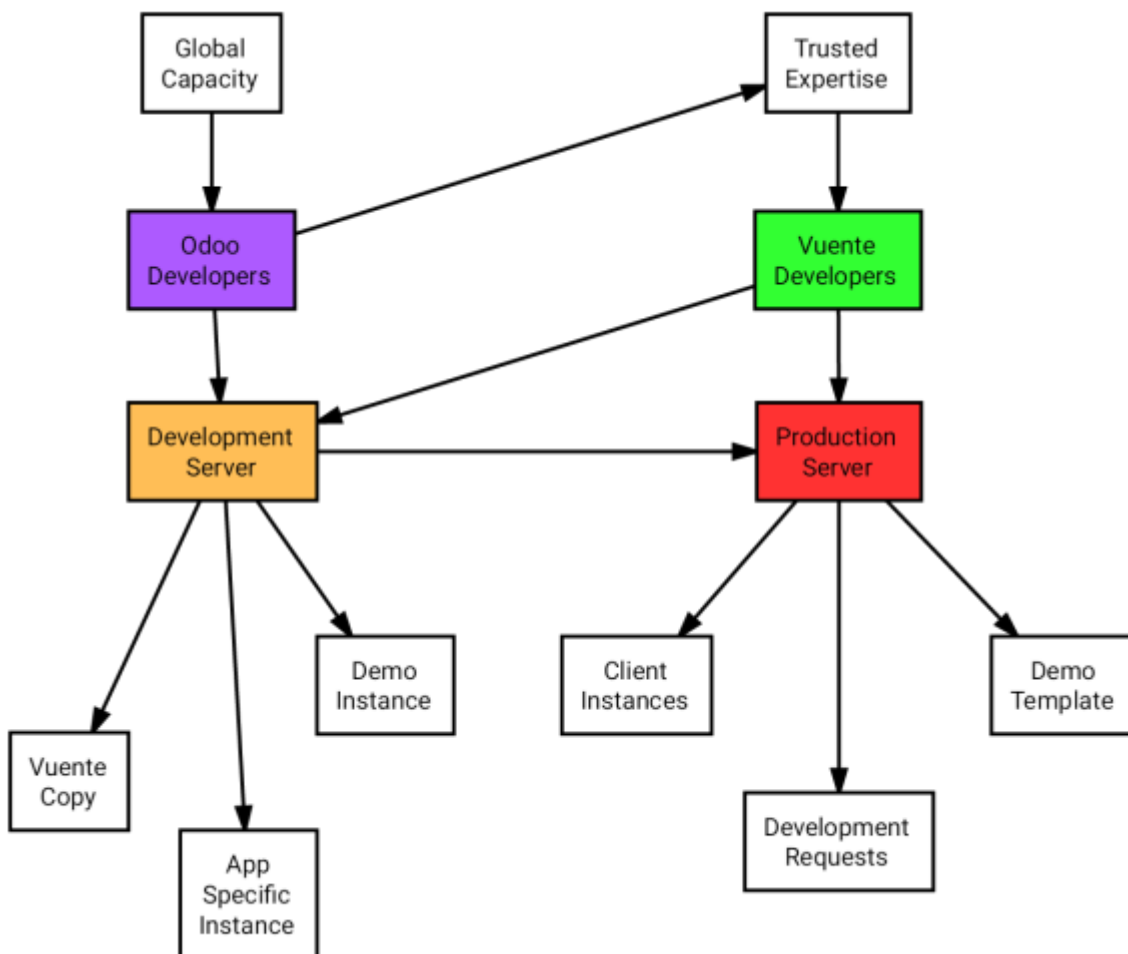 Global
Capacity
Trusted
Expertise
Odoo
Developers
Vuente
Developers
Development
Server
Production
Server
Demo
Instance
Client
Instances
Demo
Template
Vuente
Copy
Development
Requests
App
Specific
Instance